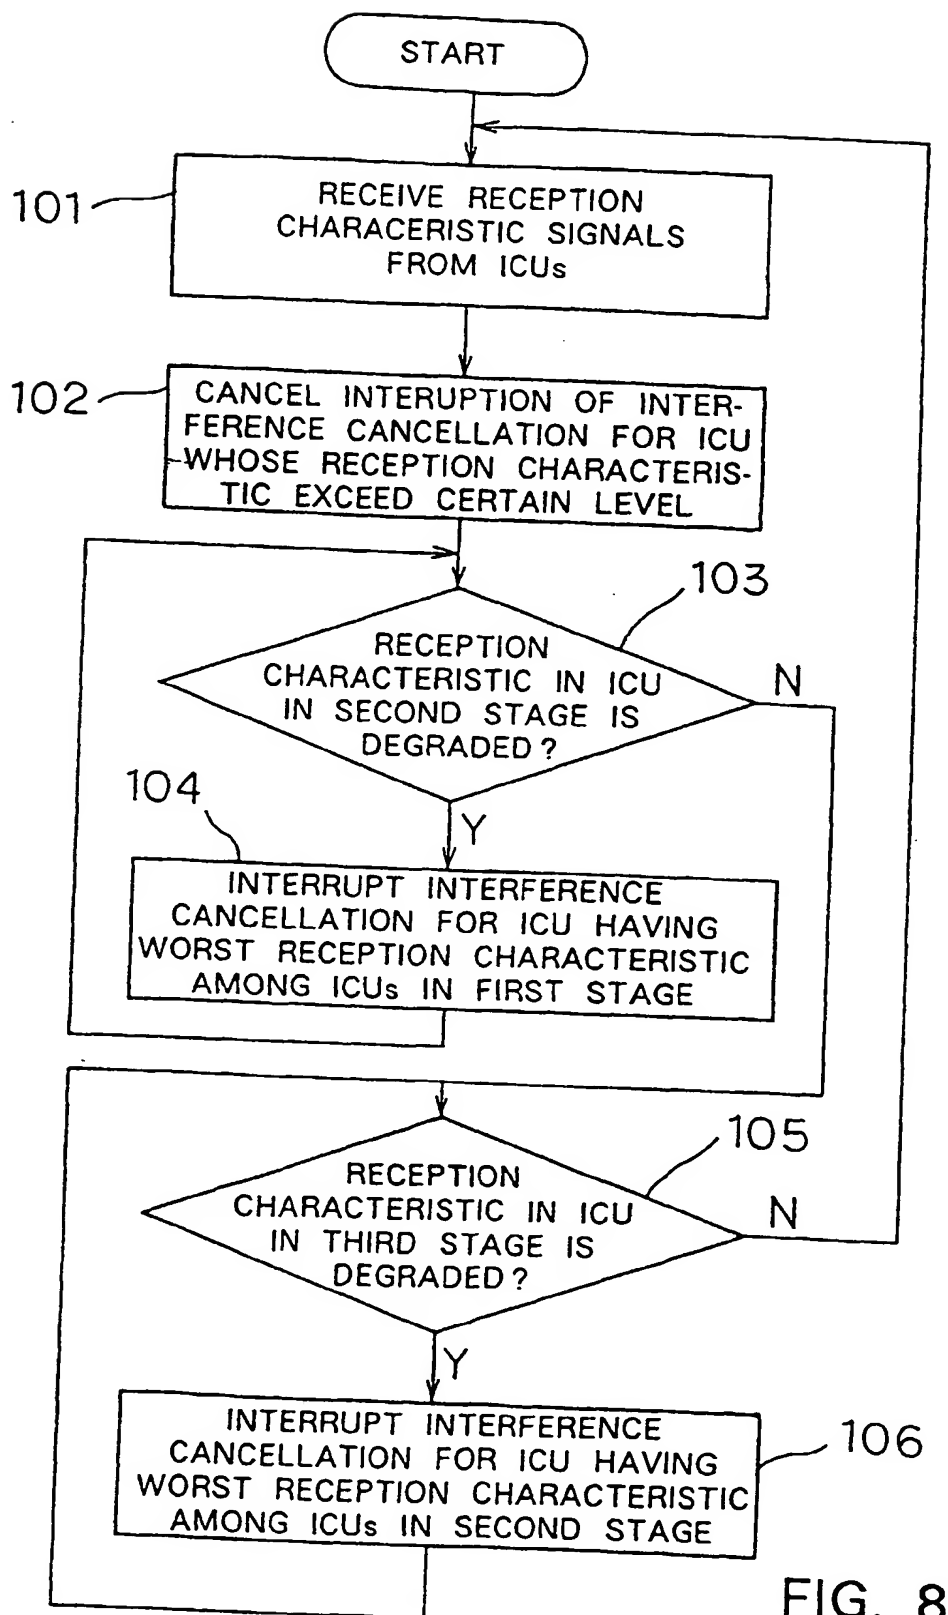 START
101
RECEIVE RECEPTION
CHARACERISTIC SIGNALS
FROM ICUs
102
CANCEL INTERUPTION OF INTER-
FERENCE CANCELLATION FOR ICU
WHOSE RECEPTION CHARACTERIS-
TIC EXCEED CERTAIN LEVEL
103
RECEPTION
CHARACTERISTIC IN ICU
IN SECOND STAGE IS
DEGRADED?
N
Y
104
INTERRUPT INTERFERENCE
CANCELLATION FOR ICU HAVING
WORST RECEPTION CHARACTERISTIC
AMONG ICUs IN FIRST STAGE
105
RECEPTION
CHARACTERISTIC IN ICU
IN THIRD STAGE IS
DEGRADED?
N
Y
106
INTERRUPT INTERFERENCE
CANCELLATION FOR ICU HAVING
WORST RECEPTION CHARACTERISTIC
AMONG ICUs IN SECOND STAGE
FIG. 8